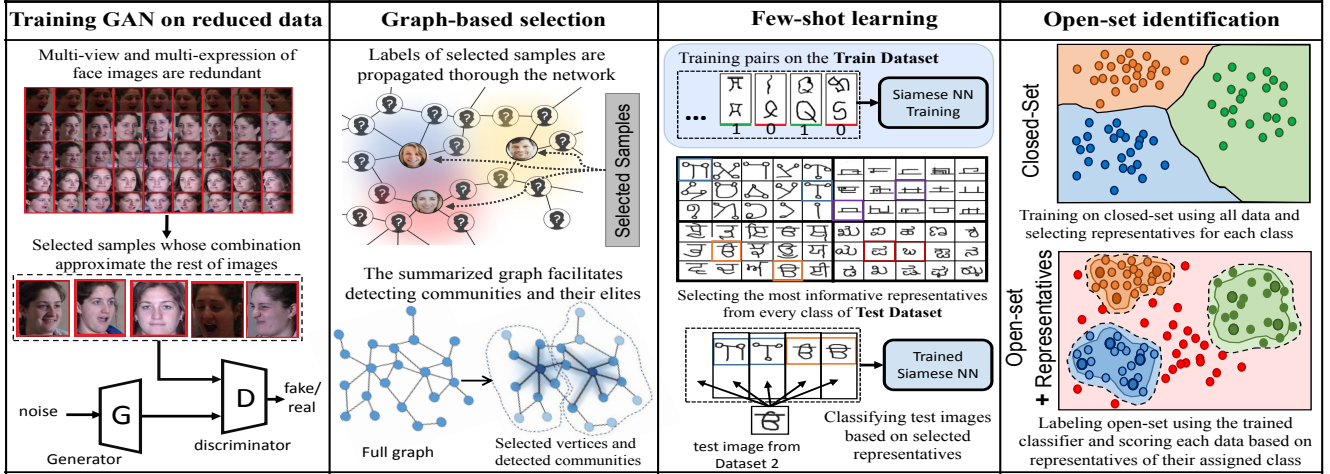 Training GAN on reduced data
Multi-view and multi-expression of
face images are redundant
Selected samples whose combination
approximate the rest of images
noise
G
Generator
D
discriminator
fake/
real
Graph-based selection
Labels of selected samples are
propagated thorough the network
Selected Samples
The summarized graph facilitates
detecting communities and their elites
Full graph
Selected vertices and
detected communities
Few-shot learning
Training pairs on the Train Dataset
...
1 0 1 0
Siamese NN
Training
Selecting the most informative representatives
from every class of Test Dataset
Trained
Siamese NN
test image from
Dataset 2
Classifying test images
based on selected
representatives
Open-set identification
Closed-Set
Training on closed-set using all data and
selecting representatives for each class
Open-set
+ Representatives
Labeling open-set using the trained
classifier and scoring each data based on
representatives of their assigned class